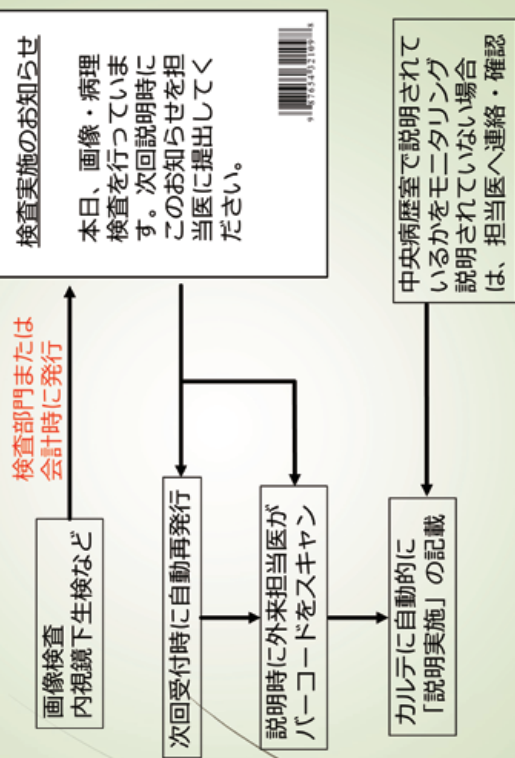 画像検査
内視鏡下生検など
検査部門または
会計時に発行
検査実施のお知らせ
本日、画像・病理
検査を行っていま
す。次回説明時に
このお知らせを担
当医に提出してく
ださい。
9 87654 32109 8
次回受付時に自動再発行
説明時に外来担当医が
バーコードをスキャン
カルテに自動的に
「説明実施」の記載
中央病歴室で説明されて
いるかをモニタリング
説明されていない場合
は、担当医へ連絡・確認